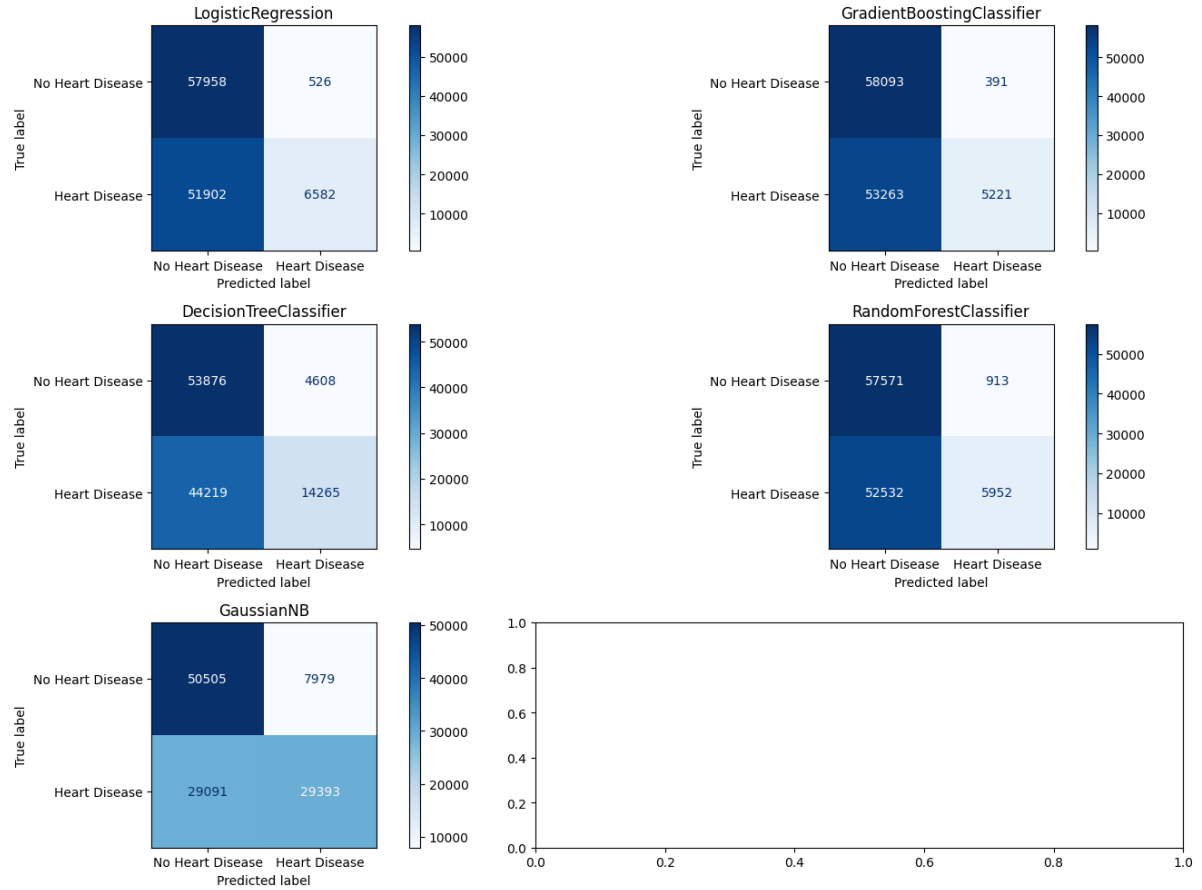 LogisticRegression
No Heart Disease
Heart Disease
True label
57958 526
51902 6582
No Heart Disease Heart Disease
Predicted label
50000
40000
30000
20000
10000
GradientBoostingClassifier
No Heart Disease
Heart Disease
True label
58093 391
53263 5221
No Heart Disease Heart Disease
Predicted label
50000
40000
30000
20000
10000
DecisionTreeClassifier
No Heart Disease
Heart Disease
True label
53876 4608
44219 14265
No Heart Disease Heart Disease
Predicted label
50000
40000
30000
20000
10000
RandomForestClassifier
No Heart Disease
Heart Disease
True label
57571 913
52532 5952
No Heart Disease Heart Disease
Predicted label
50000
40000
30000
20000
10000
GaussianNB
No Heart Disease
Heart Disease
True label
50505 7979
29091 29393
No Heart Disease Heart Disease
Predicted label
50000
40000
30000
20000
10000
1.0
0.8
0.6
0.4
0.2
0.0
0.0 0.2 0.4 0.6 0.8 1.0